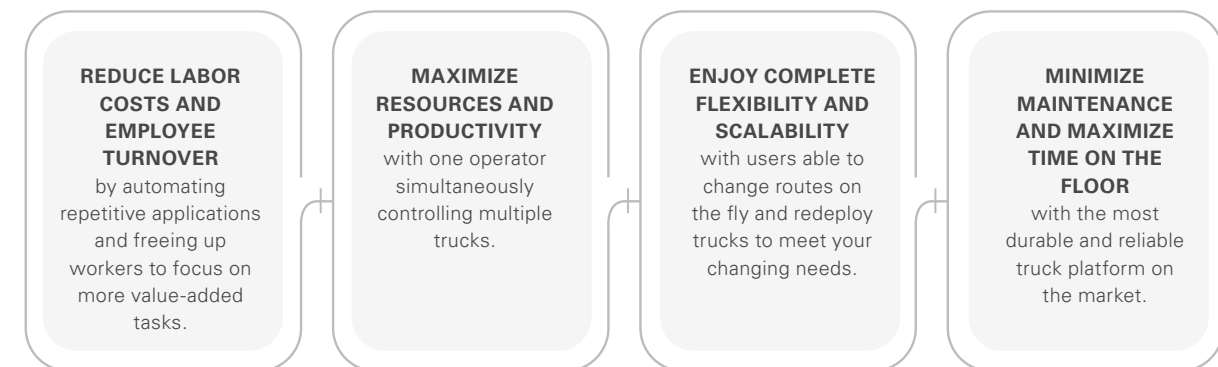 REDUCE LABOR
COSTS AND
EMPLOYEE
TURNOVER
by automating
repetitive applications
and freeing up
workers to focus on
more value-added
tasks.
MAXIMIZE
RESOURCES AND
PRODUCTIVITY
with one operator
simultaneously
controlling multiple
trucks.
ENJOY COMPLETE
FLEXIBILITY AND
SCALABILITY
with users able to
change routes on
the fly and redeploy
trucks to meet your
changing needs.
MINIMIZE
MAINTENANCE
AND MAXIMIZE
TIME ON THE
FLOOR
with the most
durable and reliable
truck platform on
the market.